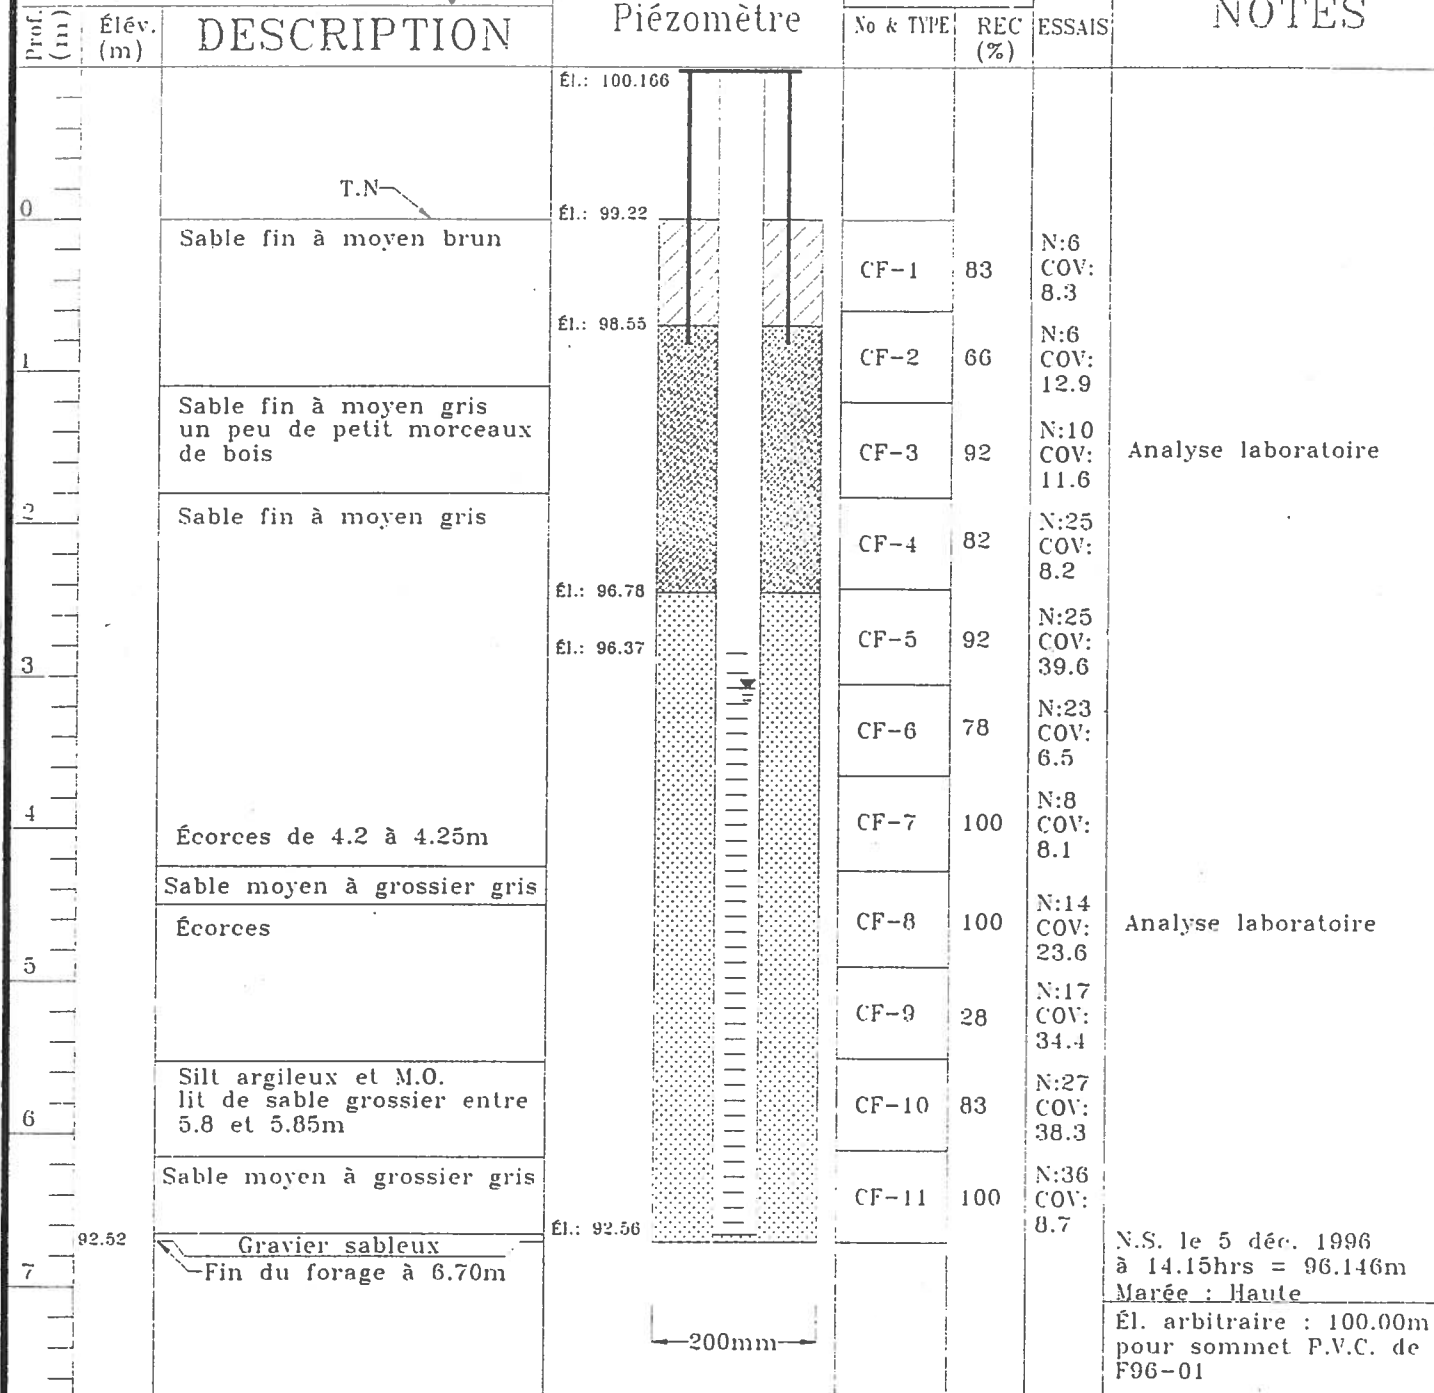 Prof. (m)
Élév. (m)
DESCRIPTION
Piézomètre
No & TYPE
REC (%)
ESSAIS
NOTES
Él.: 100.166
T.N
0
Él.: 99.22
Sable fin à moyen brun
CF-1
83
N:6
COV:
8.3
Él.: 98.55
CF-2
66
N:6
COV:
12.9
1
Sable fin à moyen gris
un peu de petit morceaux
de bois
CF-3
92
N:10
COV:
11.6
Analyse laboratoire
2
Sable fin à moyen gris
CF-4
82
N:25
COV:
8.2
Él.: 96.78
CF-5
92
N:25
COV:
39.6
Él.: 96.37
3
CF-6
78
N:23
COV:
6.5
4
Écorces de 4.2 à 4.25m
CF-7
100
N:8
COV:
8.1
Sable moyen à grossier gris
Écorces
CF-8
100
N:14
COV:
23.6
Analyse laboratoire
5
CF-9
28
N:17
COV:
34.4
Silt argileux et M.O.
lit de sable grossier entre
5.8 et 5.85m
CF-10
83
N:27
COV:
38.3
6
Sable moyen à grossier gris
CF-11
100
N:36
COV:
8.7
Él.: 92.56
92.52
Gravier sableux
Fin du forage à 6.70m
7
N.S. le 5 déc. 1996
à 14.15hrs = 96.146m
Marée : Haute
200mm
Él. arbitraire : 100.00m
pour sommet P.V.C. de
F96-01